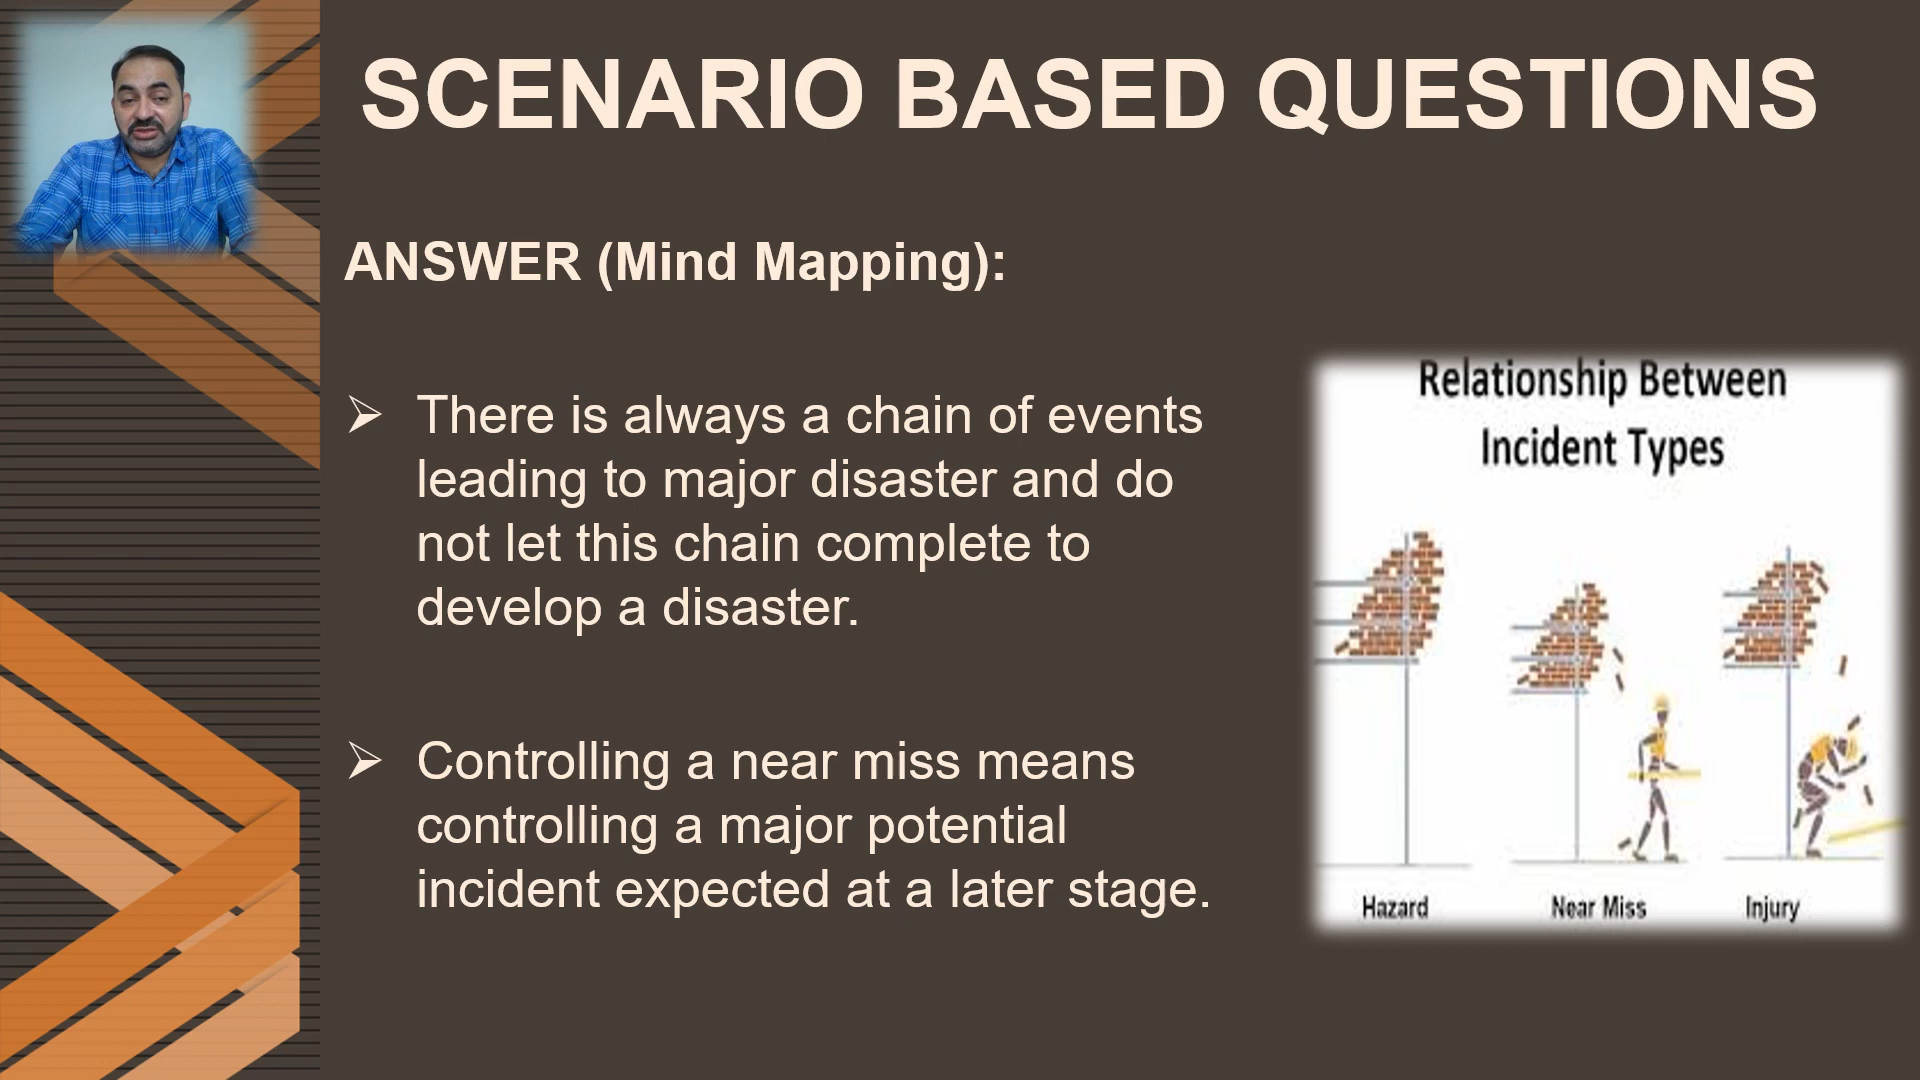 SCENARIO BASED QUESTIONS
ANSWER (Mind Mapping):
There is always a chain of events
leading to major disaster and do
not let this chain complete to
develop a disaster.
Controlling a near miss means
controlling a major potential
incident expected at a later stage.
Relationship Between
Incident Types
Hazard
Near Miss
Injury